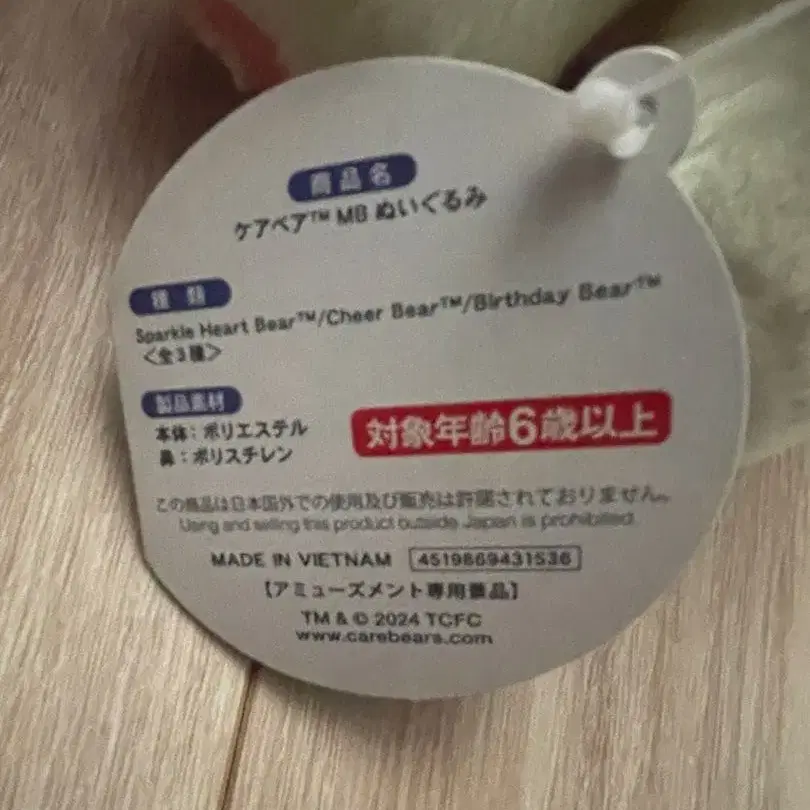 商品名
ケアベア™ MB ぬいぐるみ
種類
Sparkle Heart Bear™/Cheer Bear™/Birthday Bear™
<全3種>
製品素材
本体：ポリエステル
鼻：ポリスチレン
対象年齢6歳以上
この商品は日本国外での使用及び販売は許諾されておりません。
Using and selling this product outside Japan is prohibited.
MADE IN VIETNAM 4519869431536
【アミューズメント専用景品】
TM & © 2024 TCFC
www.carebears.com